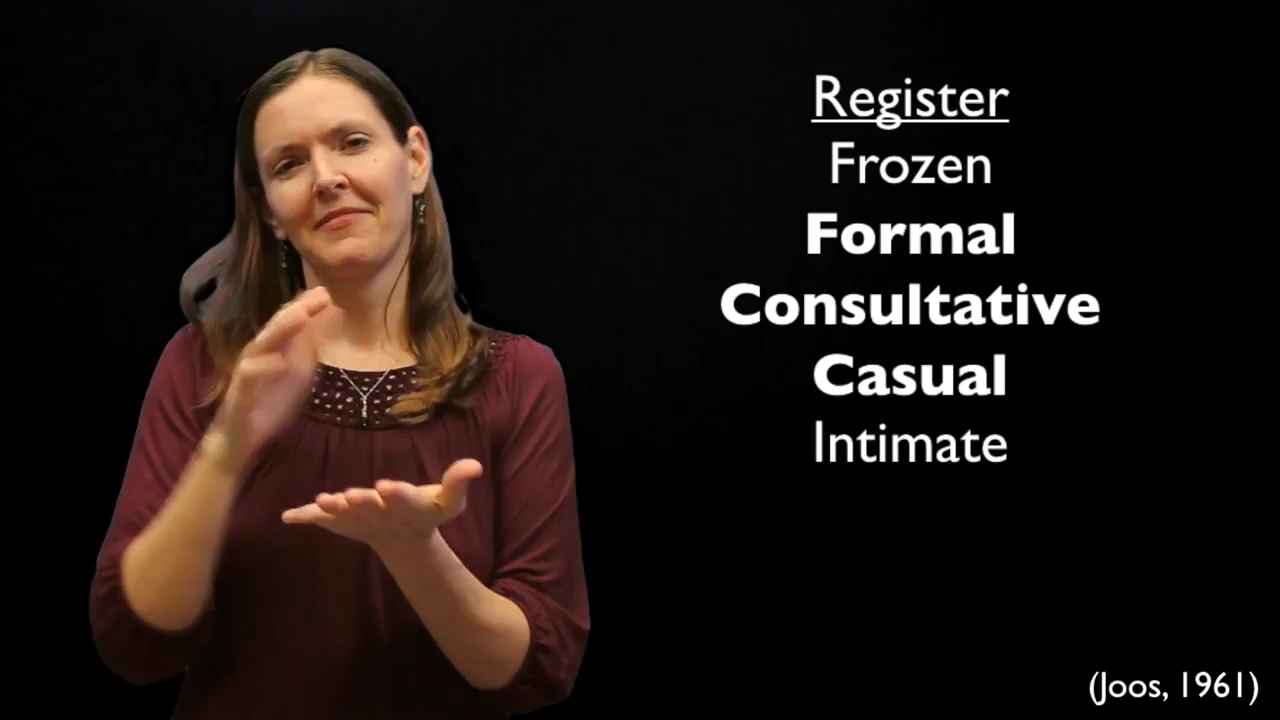 Register
Frozen
Formal
Consultative
Casual
Intimate
(Joos, 1961)